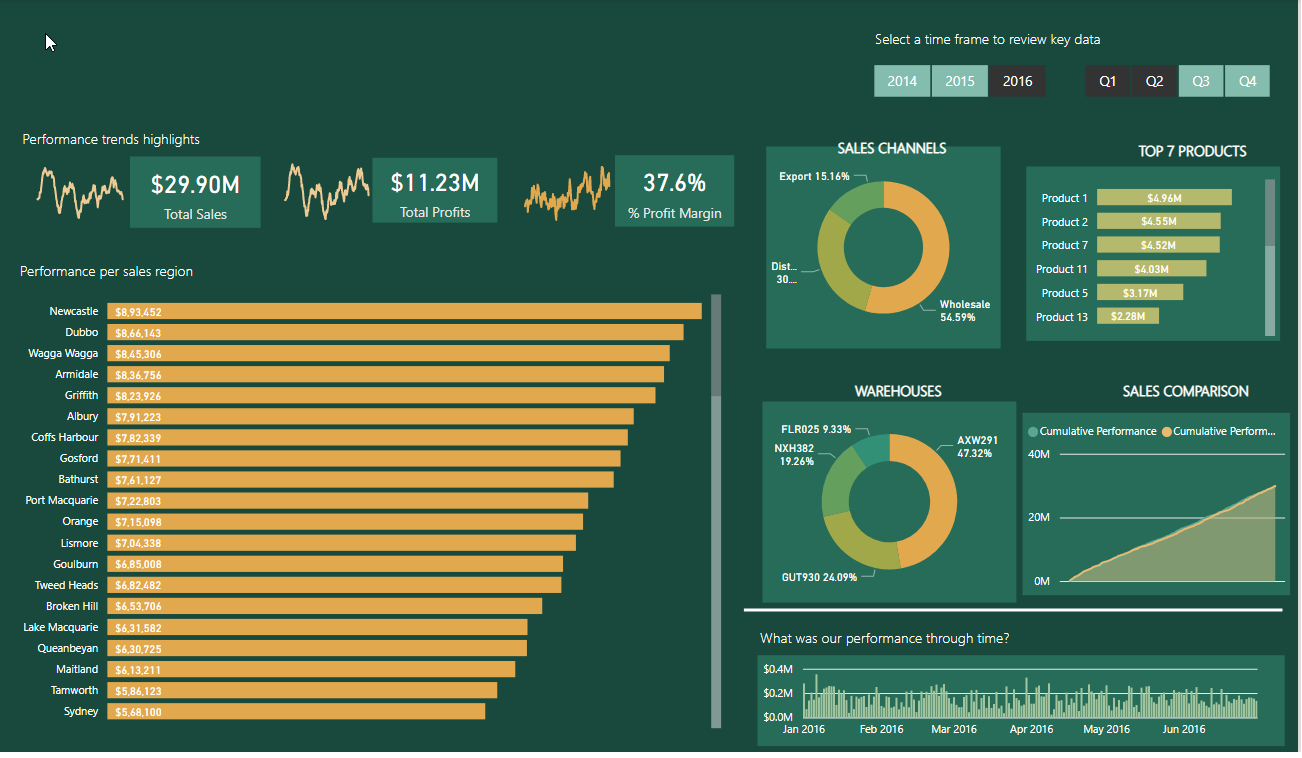 Select a time frame to review key data
2014 2015 2016 Q1 Q2 Q3 Q4
Performance trends highlights
$29.90M
Total Sales
$11.23M
Total Profits
37.6%
% Profit Margin
Performance per sales region
Newcastle $8,93,452
Dubbo $8,66,143
Wagga Wagga $8,45,306
Armidale $8,36,756
Griffith $8,23,926
Albury $7,91,223
Coffs Harbour $7,82,339
Gosford $7,71,411
Bathurst $7,61,127
Port Macquarie $7,22,803
Orange $7,15,098
Lismore $7,04,338
Goulburn $6,85,008
Tweed Heads $6,82,482
Broken Hill $6,53,706
Lake Macquarie $6,31,582
Queanbeyan $6,30,725
Maitland $6,13,211
Tamworth $5,86,123
Sydney $5,68,100
SALES CHANNELS
Export 15.16%
Dist...
30....
Wholesale
54.59%
TOP 7 PRODUCTS
Product 1 $4.96M
Product 2 $4.55M
Product 7 $4.52M
Product 11 $4.03M
Product 5 $3.17M
Product 13 $2.28M
WAREHOUSES
FLR025 9.33%
NXH382
19.26%
AXW291
47.32%
GUT930 24.09%
SALES COMPARISON
Cumulative Performance Cumulative Perform...
40M
20M
0M
What was our performance through time?
$0.4M
$0.2M
$0.0M
Jan 2016 Feb 2016 Mar 2016 Apr 2016 May 2016 Jun 2016